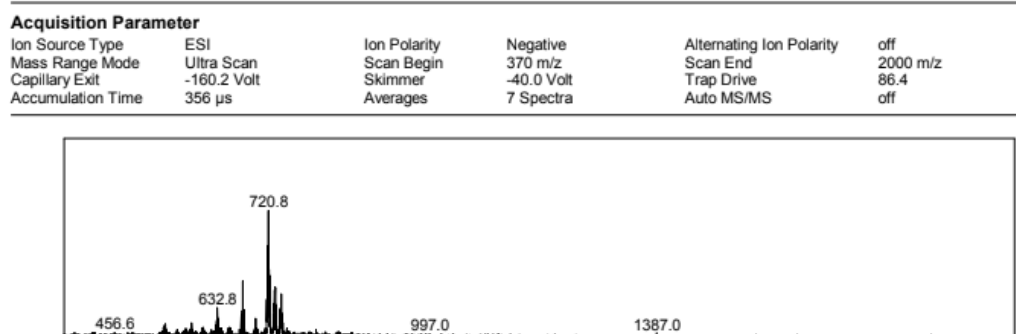 Acquisition Parameter
Ion Source Type ESI Ion Polarity Negative Alternating Ion Polarity off
Mass Range Mode Ultra Scan Scan Begin 370 m/z Scan End 2000 m/z
Capillary Exit -160.2 Volt Skimmer -40.0 Volt Trap Drive 86.4
Accumulation Time 356 µs Averages 7 Spectra Auto MS/MS off
720.8
632.8
456.6 997.0 1387.0